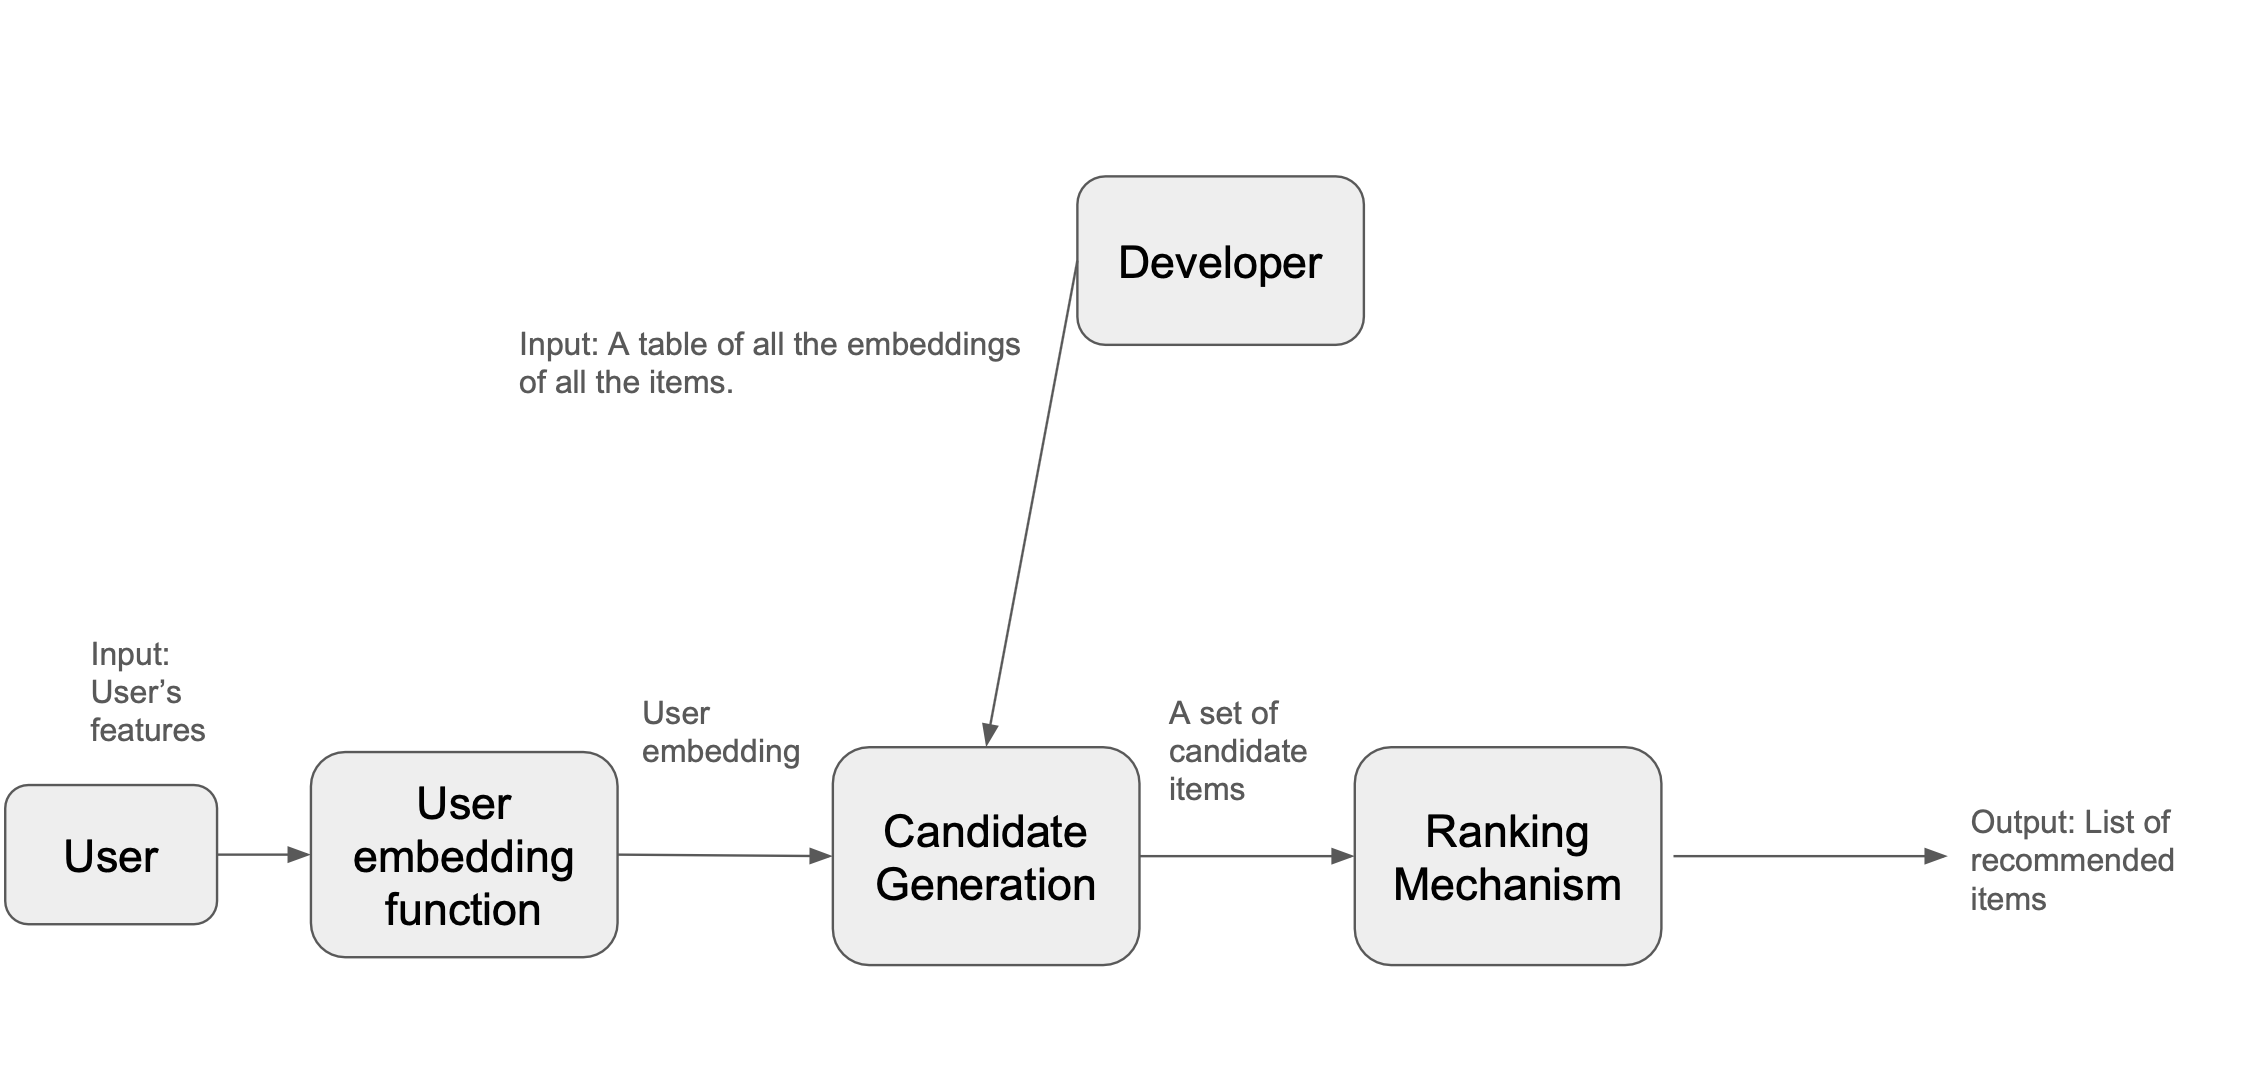 Developer
Input: A table of all the embeddings
of all the items.
Input:
User’s
features
User
embedding
A set of
candidate
items
User
User
embedding
function
Candidate
Generation
Ranking
Mechanism
Output: List of
recommended
items